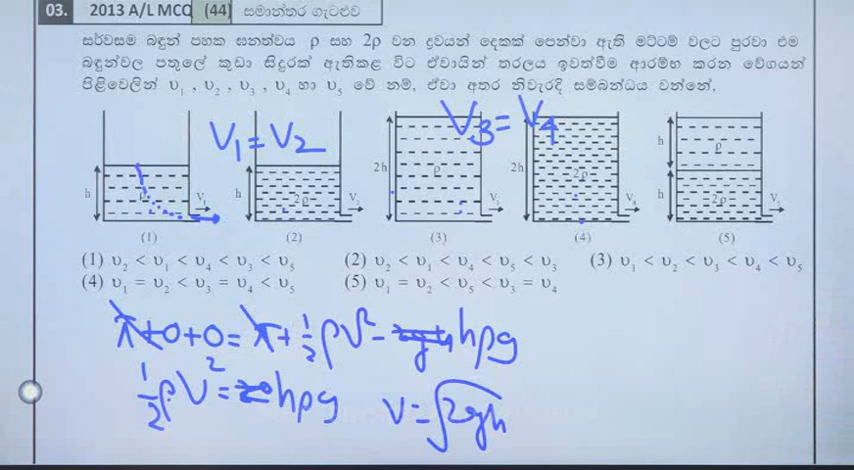 03. 2013 A/L MCQ (44) සමාන්තර ගැටළුව
සර්වසම බඳුන් පහක ඝනත්වය ρ සහ 2ρ වන ද්‍රවයන් දෙකක් පෙන්වා ඇති මට්ටම් වලට පුරවා එම
බඳුන්වල පතුලේ කුඩා සිදුරක් ඇතිකළ විට ඒවායින් තරලය ඉවත්වීම ආරම්භ කරන වේගයන්
පිළිවෙලින් υ₁ , υ₂ , υ₃ , υ₄ හා υ₅ වේ නම්, ඒවා අතර නිවැරදි සම්බන්ධය වන්නේ,
V₁ = V₂ V₃ = V₄
h V₁ h 2ρ V₂ 2h ρ V₃ 2h 2ρ V₄ h ρ h 2ρ V₅
(1) (2) (3) (4) (5)
(1) υ₂ < υ₁ < υ₄ < υ₃ < υ₅ (2) υ₂ < υ₁ < υ₄ < υ₅ < υ₃ (3) υ₁ < υ₂ < υ₃ < υ₄ < υ₅
(4) υ₁ = υ₂ < υ₃ = υ₄ < υ₅ (5) υ₁ = υ₂ < υ₅ < υ₃ = υ₄
π + 0 + 0 = π + ½ρV² - hρg
½ρV² = hρg V = √2gh